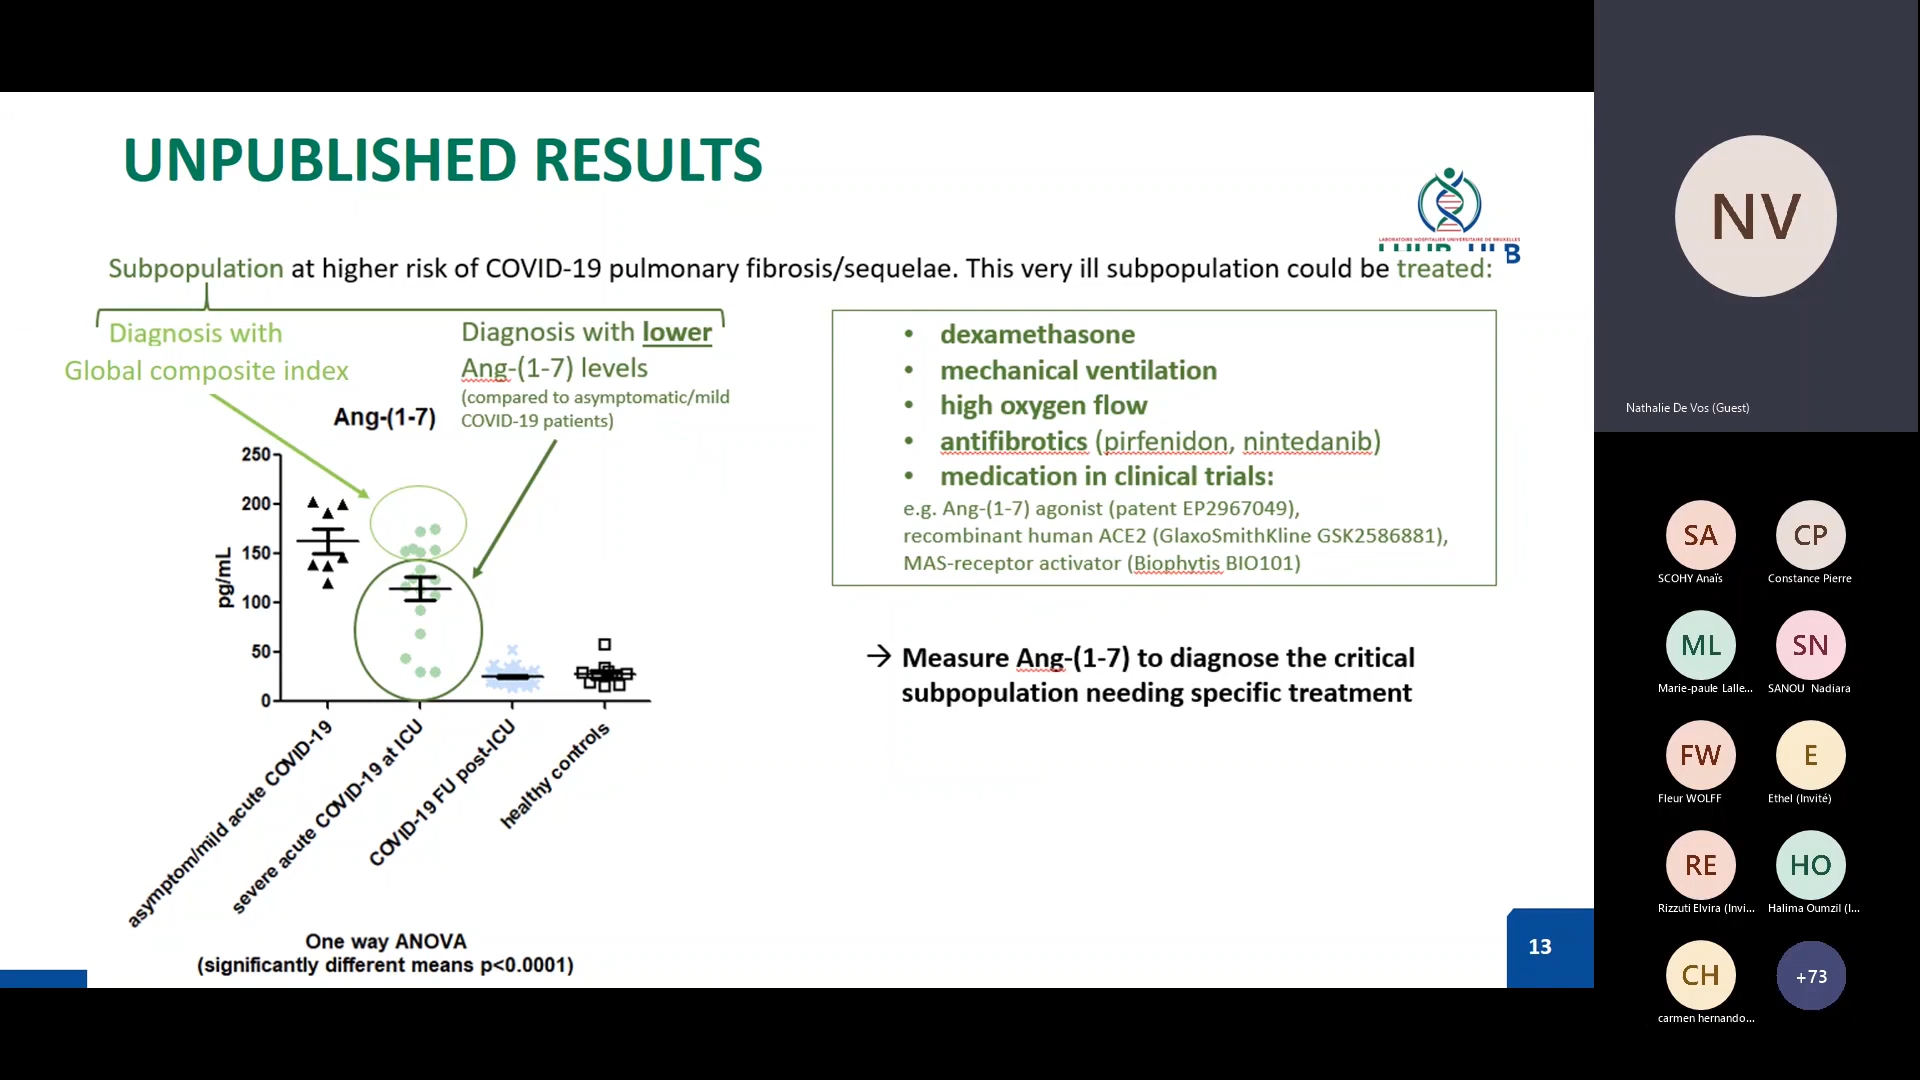 UNPUBLISHED RESULTS
LABORATOIRE HOSPITALIER UNIVERSITAIRE DE BRUXELLES
Subpopulation at higher risk of COVID-19 pulmonary fibrosis/sequelae. This very ill subpopulation could be treated:
Diagnosis with
Global composite index
Diagnosis with lower
Ang-(1-7) levels
(compared to asymptomatic/mild
COVID-19 patients)
Ang-(1-7)
pg/mL
250
200
150
100
50
0
asymptom/mild acute COVID-19
severe acute COVID-19 at ICU
COVID-19 FU post-ICU
healthy controls
One way ANOVA
(significantly different means p<0.0001)
• dexamethasone
• mechanical ventilation
• high oxygen flow
• antifibrotics (pirfenidon, nintedanib)
• medication in clinical trials:
e.g. Ang-(1-7) agonist (patent EP2967049),
recombinant human ACE2 (GlaxoSmithKline GSK2586881),
MAS-receptor activator (Biophytis BIO101)
→ Measure Ang-(1-7) to diagnose the critical
subpopulation needing specific treatment
13
NV
Nathalie De Vos (Guest)
SA
SCOHY Anaïs
CP
Constance Pierre
ML
Marie-paule Lalle...
SN
SANOU Nadiara
FW
Fleur WOLFF
E
Ethel (Invité)
RE
Rizzuti Elvira (Invi...
HO
Halima Oumzil (I...
CH
carmen hernando...
+73